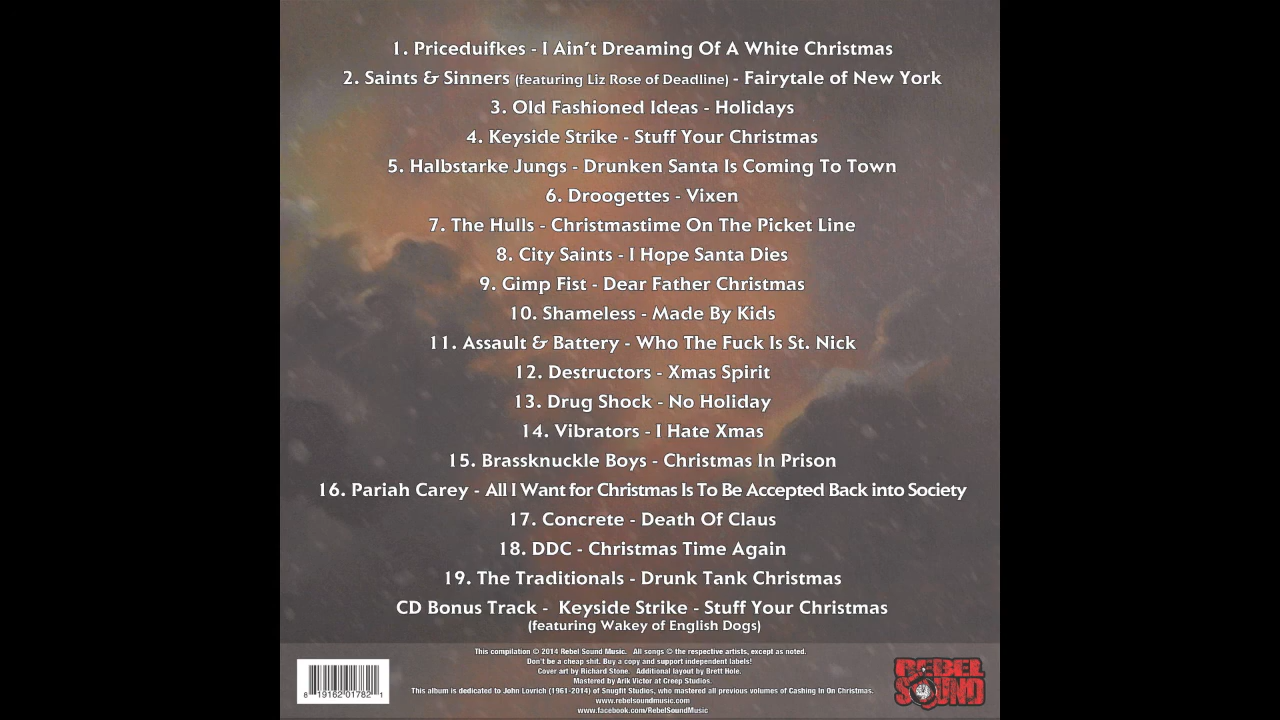 1. Priceduifkes - I Ain't Dreaming Of A White Christmas
2. Saints & Sinners (featuring Liz Rose of Deadline) - Fairytale of New York
3. Old Fashioned Ideas - Holidays
4. Keyside Strike - Stuff Your Christmas
5. Halbstarke Jungs - Drunken Santa Is Coming To Town
6. Droogettes - Vixen
7. The Hulls - Christmastime On The Picket Line
8. City Saints - I Hope Santa Dies
9. Gimp Fist - Dear Father Christmas
10. Shameless - Made By Kids
11. Assault & Battery - Who The Fuck Is St. Nick
12. Destructors - Xmas Spirit
13. Drug Shock - No Holiday
14. Vibrators - I Hate Xmas
15. Brassknuckle Boys - Christmas In Prison
16. Pariah Carey - All I Want for Christmas Is To Be Accepted Back into Society
17. Concrete - Death Of Claus
18. DDC - Christmas Time Again
19. The Traditionals - Drunk Tank Christmas
CD Bonus Track - Keyside Strike - Stuff Your Christmas
(featuring Wakey of English Dogs)
This compilation © 2014 Rebel Sound Music. All songs © the respective artists, except as noted.
Don't be a cheap shit. Buy a copy and support independent labels!
Cover art by Richard Stone. Additional layout by Brett Hole.
Mastered by Arik Victor at Creep Studios.
This album is dedicated to John Lovrich (1961-2014) of Snugfit Studios, who mastered all previous volumes of Cashing In On Christmas.
www.rebelsoundmusic.com
www.facebook.com/RebelSoundMusic
8 19162 01782 1
REBEL
SOUND